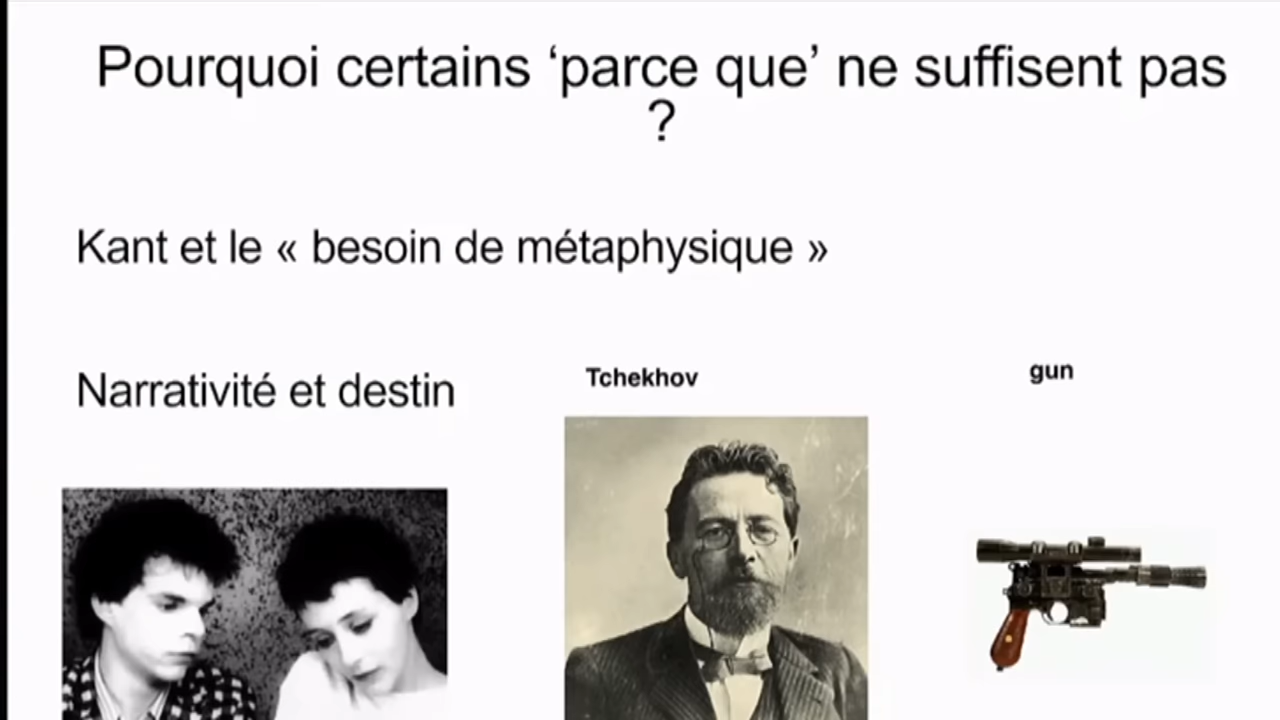 Pourquoi certains ‘parce que’ ne suffisent pas
?
Kant et le « besoin de métaphysique »
Narrativité et destin
Tchekhov
gun